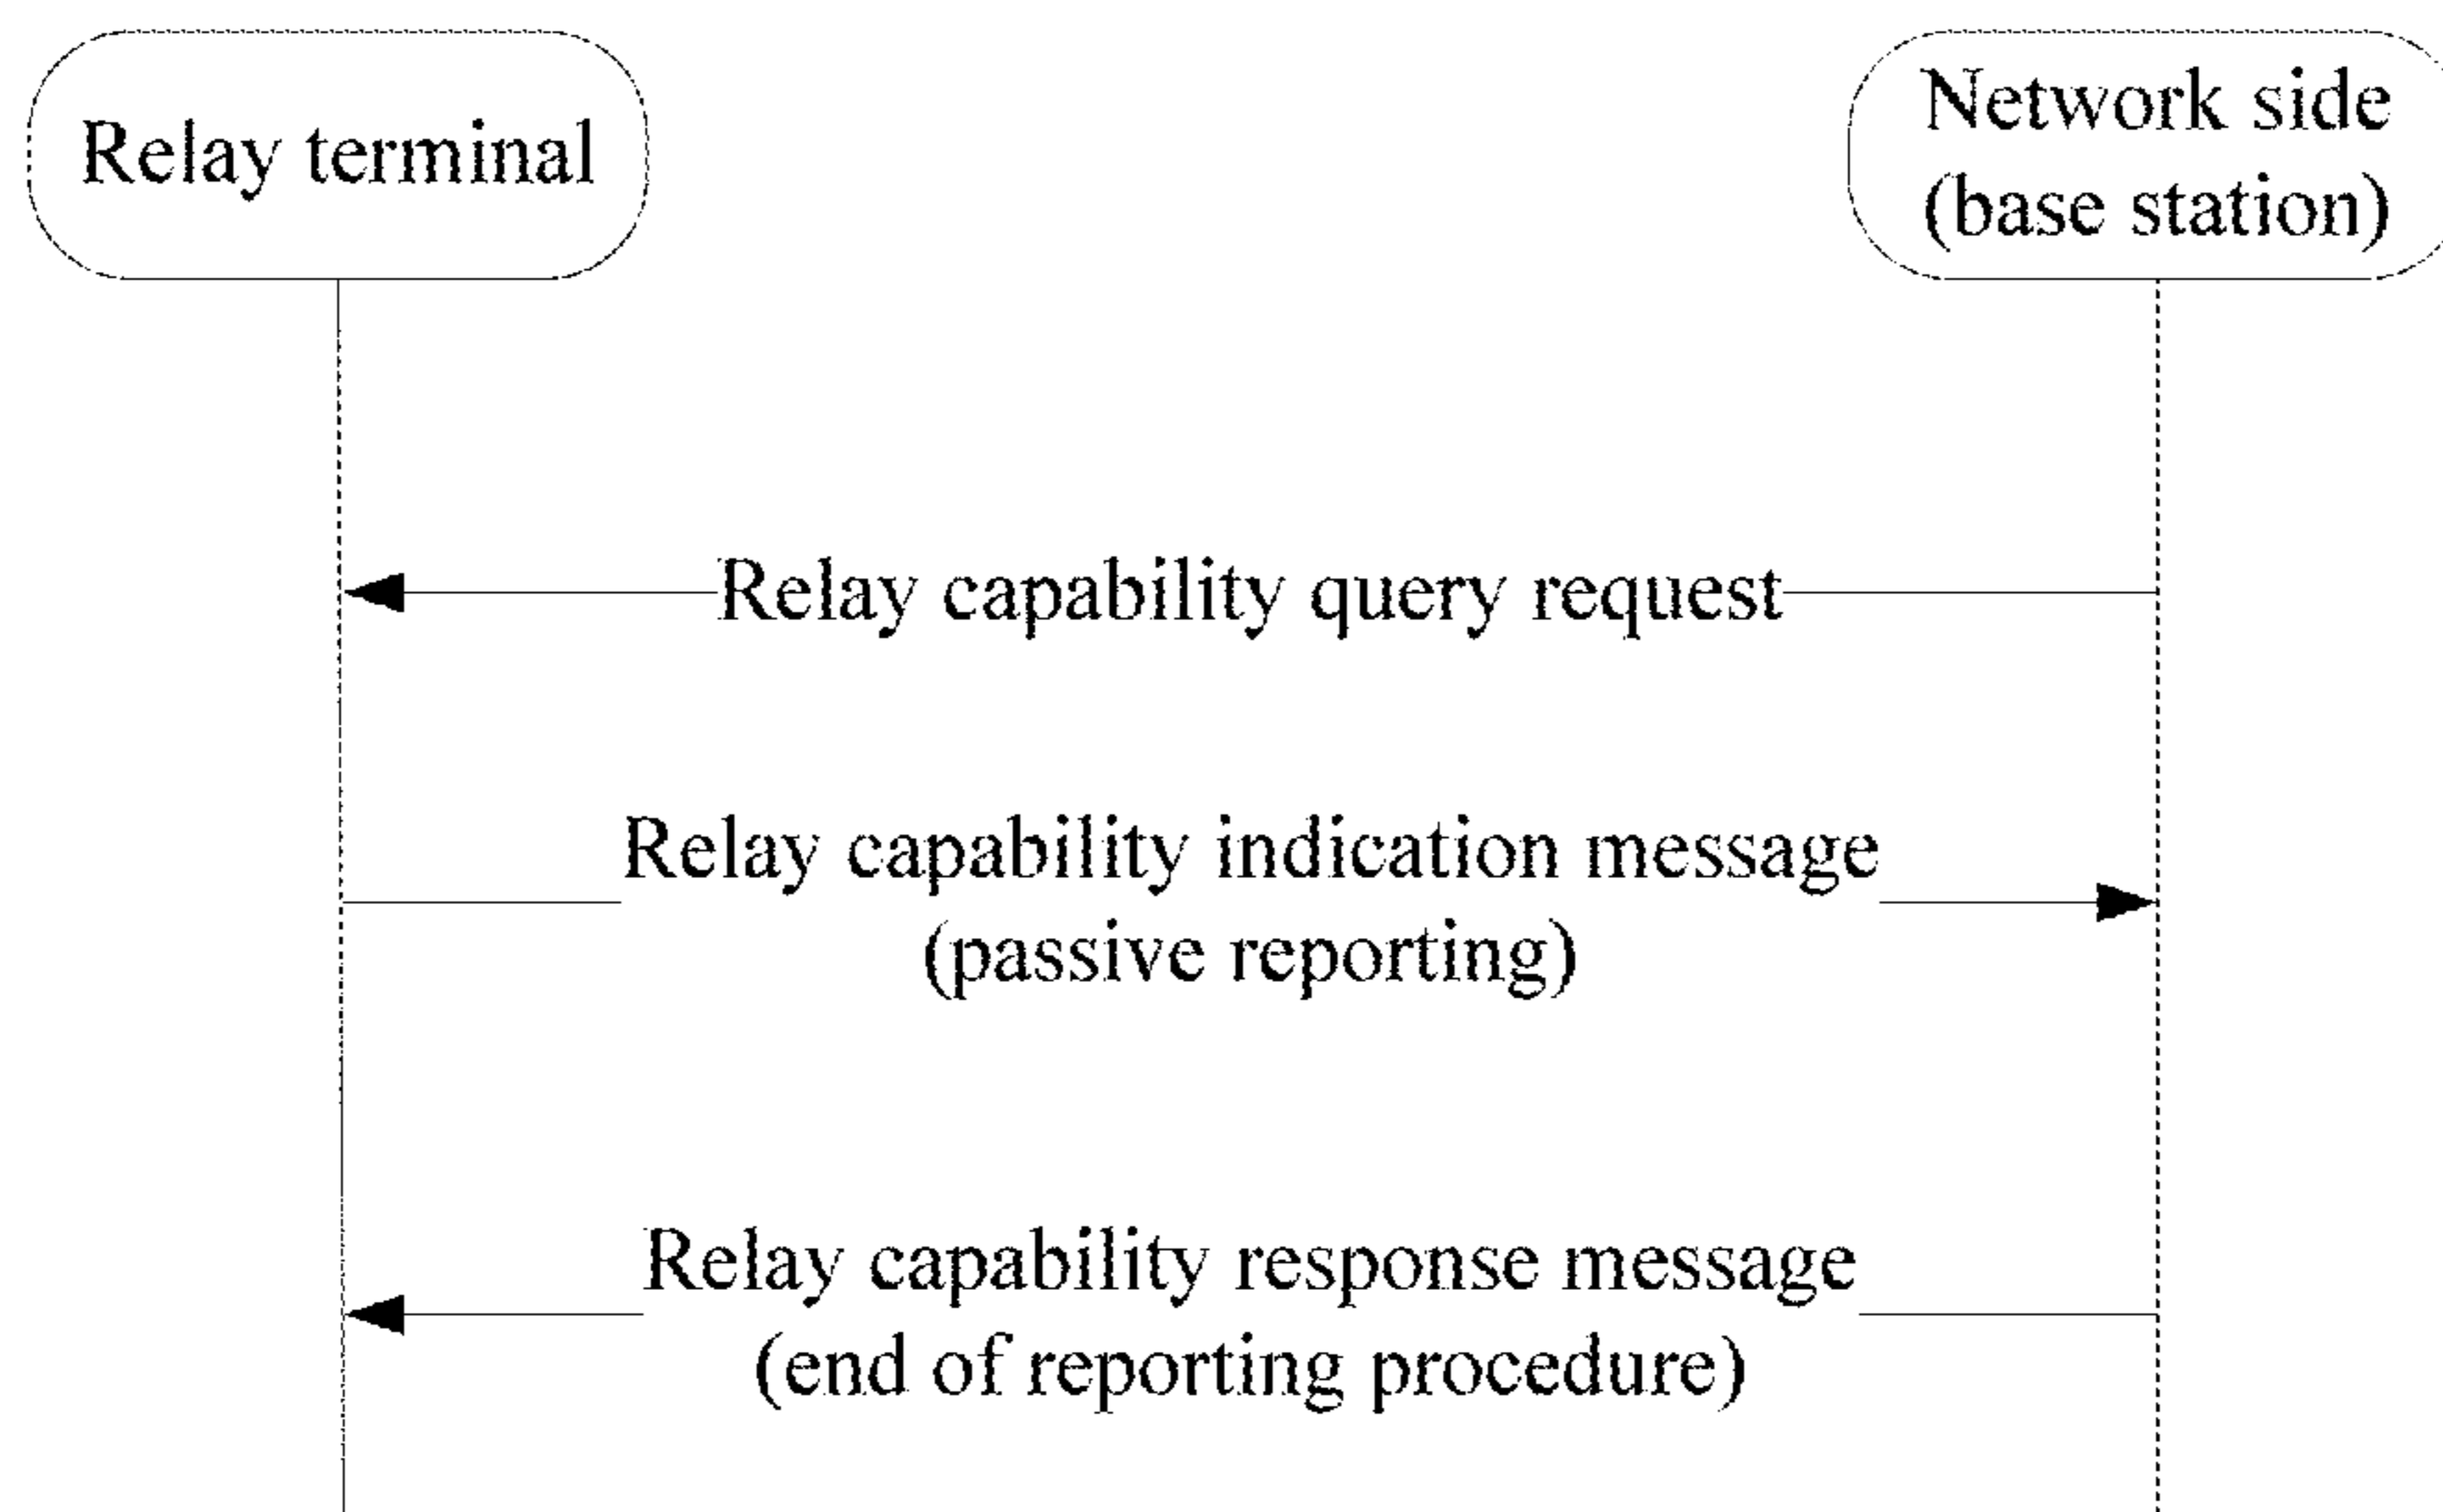 Relay terminal
Network side
(base station)
Relay capability query request
Relay capability indication message
(passive reporting)
Relay capability response message
(end of reporting procedure)